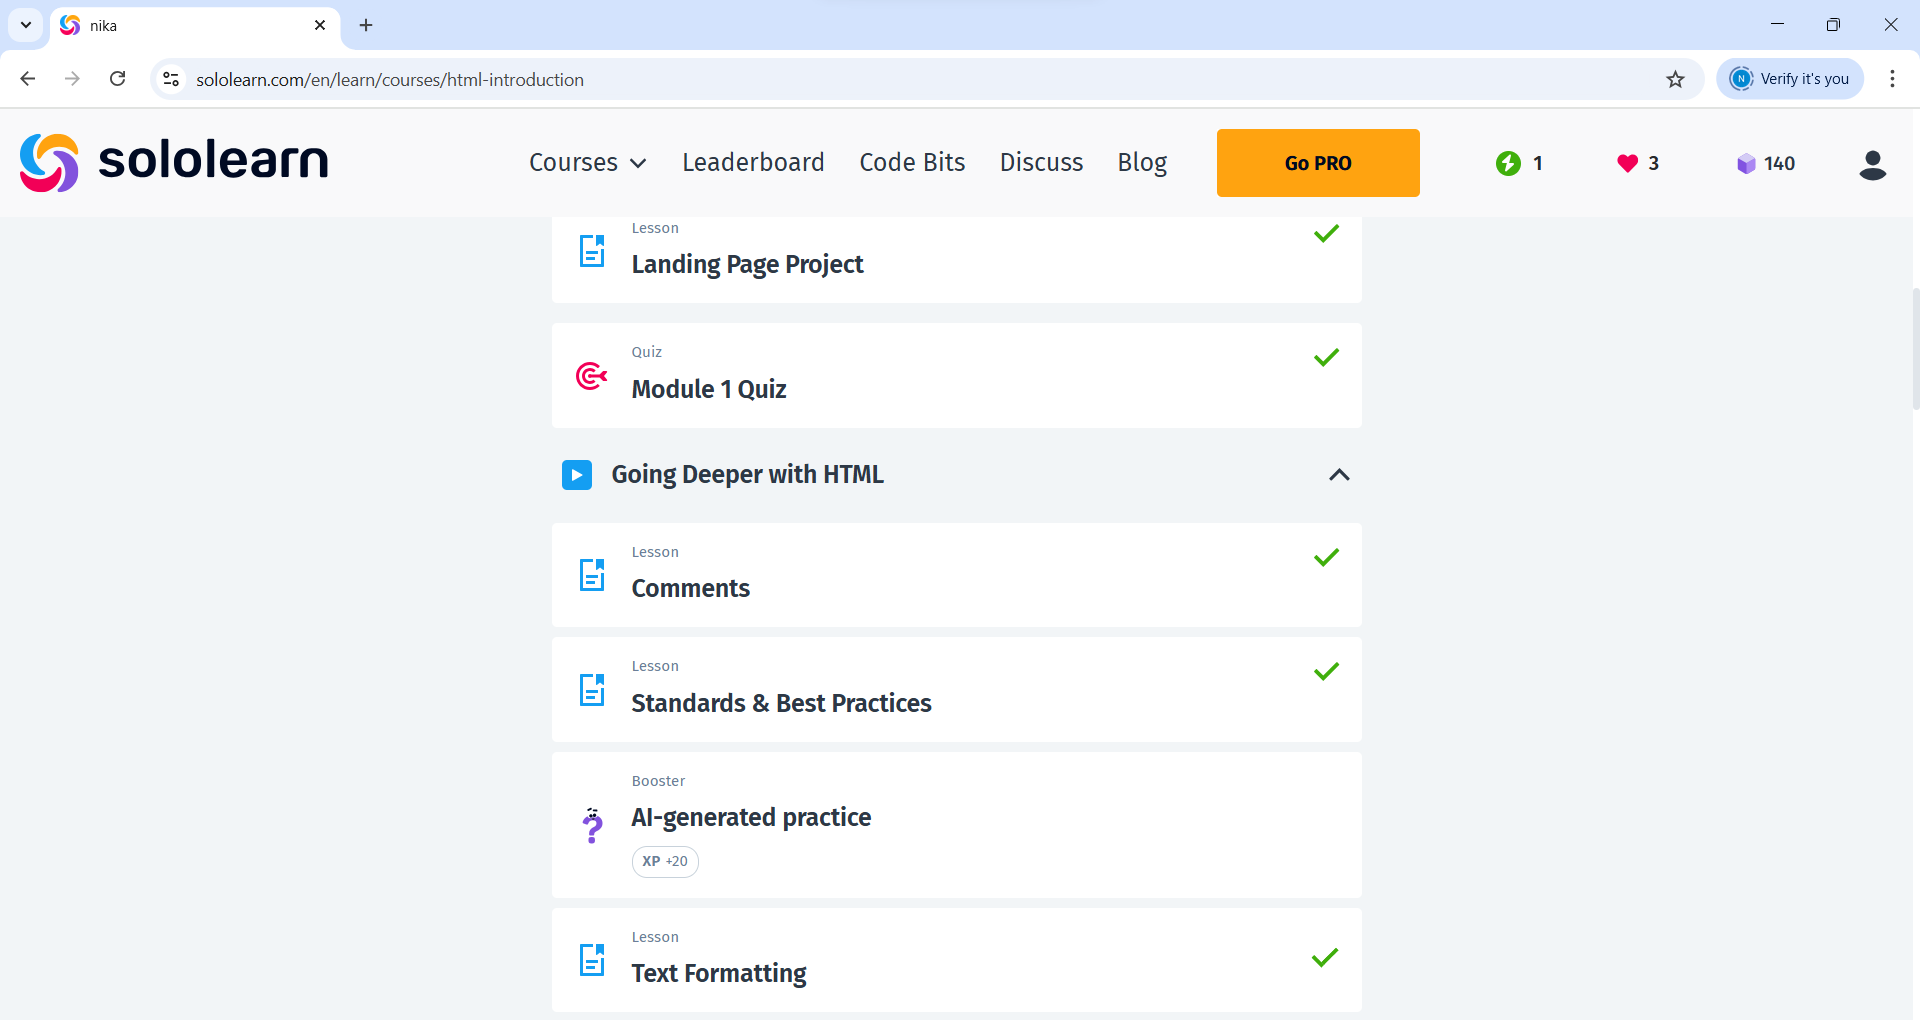 nika
sololearn.com/en/learn/courses/html-introduction
N Verify it's you
sololearn
Courses Leaderboard Code Bits Discuss Blog Go PRO 1 3 140
Lesson
Landing Page Project
Quiz
Module 1 Quiz
Going Deeper with HTML
Lesson
Comments
Lesson
Standards & Best Practices
Booster
AI-generated practice
XP +20
Lesson
Text Formatting